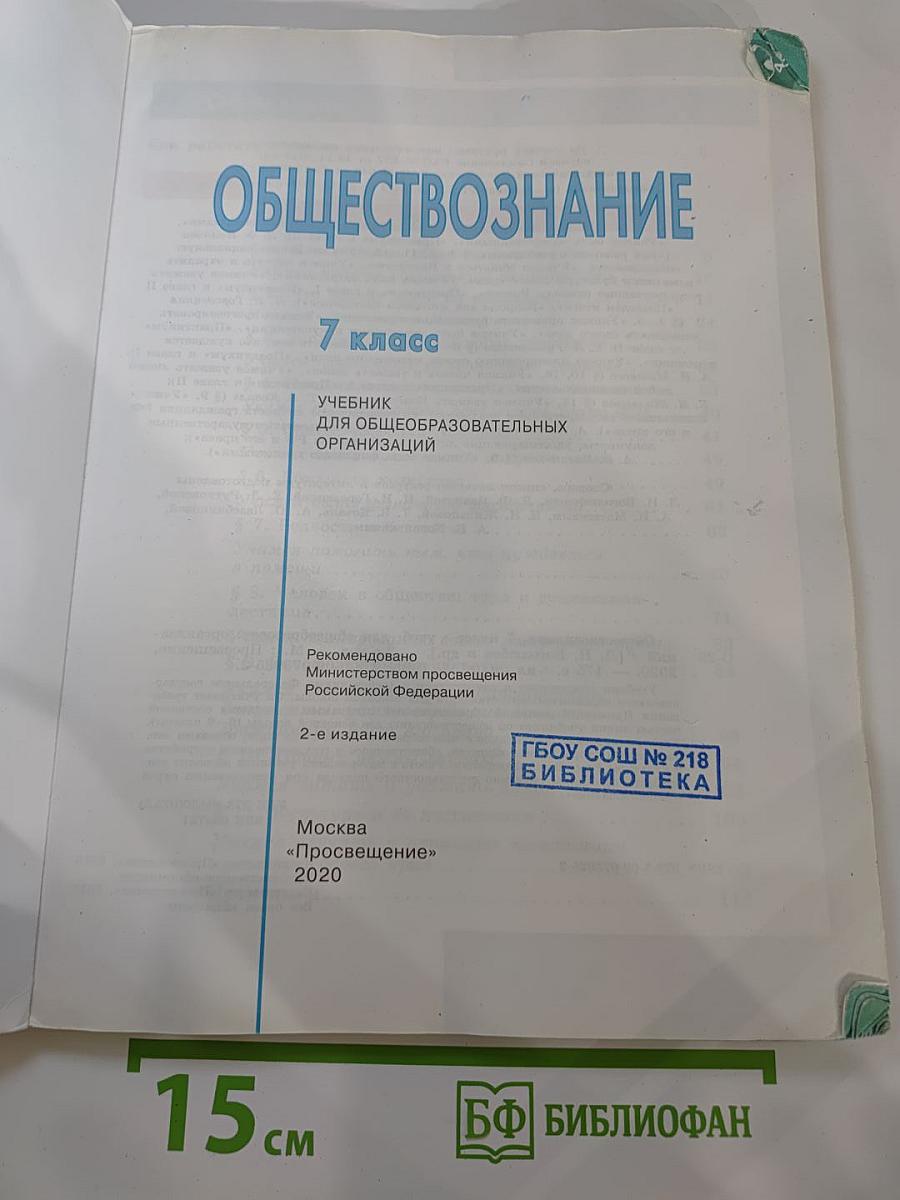 ОБЩЕСТВОЗНАНИЕ
7 класс
УЧЕБНИК
ДЛЯ ОБЩЕОБРАЗОВАТЕЛЬНЫХ
ОРГАНИЗАЦИЙ
Рекомендовано
Министерством просвещения
Российской Федерации
2-е издание
ГБОУ СОШ № 218
БИБЛИОТЕКА
Москва
«Просвещение»
2020
15 см
БФ БИБЛИОФАН